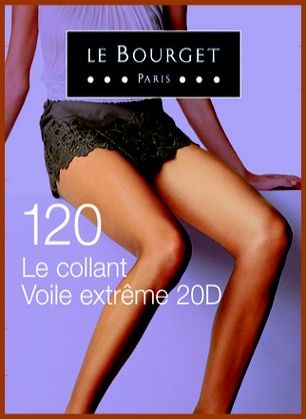 LE BOURGET
PARIS
120
Le collant
Voile extrême 20D